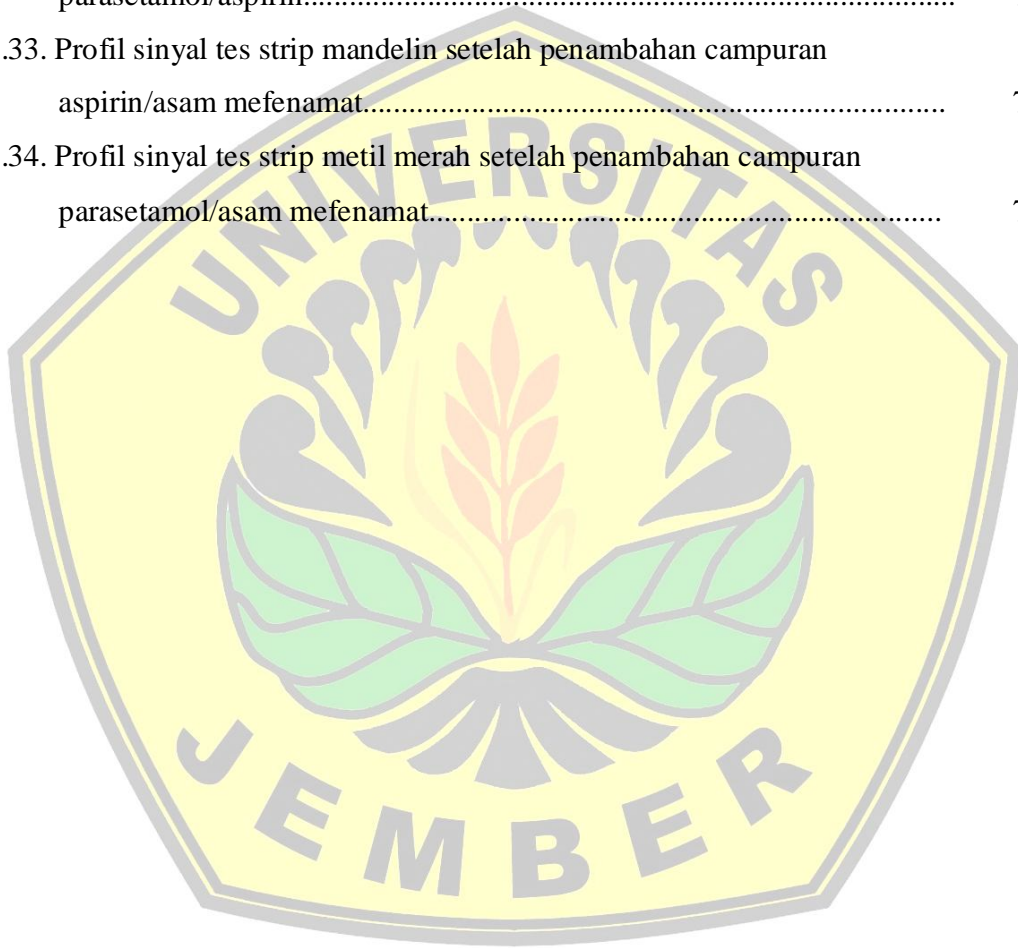 parasetamol/aspirin.....................................................................................
.33. Profil sinyal tes strip mandelin setelah penambahan campuran
aspirin/asam mefenamat............................................................................
.34. Profil sinyal tes strip metil merah setelah penambahan campuran
parasetamol/asam mefenamat...................................................................
UNIVERSITAS
JEMBER